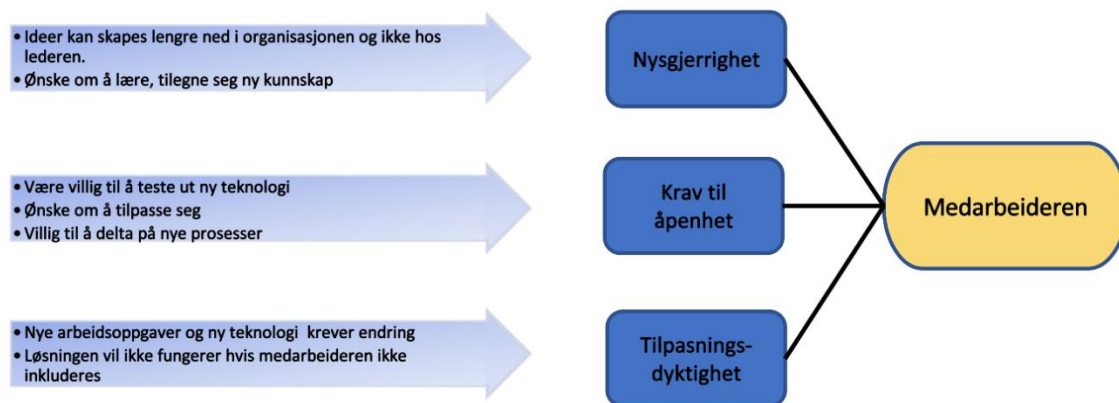 • Ideer kan skapes lengre ned i organisasjonen og ikke hos
lederen.
• Ønske om å lære, tilegne seg ny kunnskap
Nysgjerrighet
• Være villig til å teste ut ny teknologi
• Ønske om å tilpasse seg
• Villig til å delta på nye prosesser
Krav til
åpenhet
Medarbeideren
• Nye arbeidsoppgaver og ny teknologi krever endring
• Løsningen vil ikke fungerer hvis medarbeideren ikke
inkluderes
Tilpasnings-
dyktighet